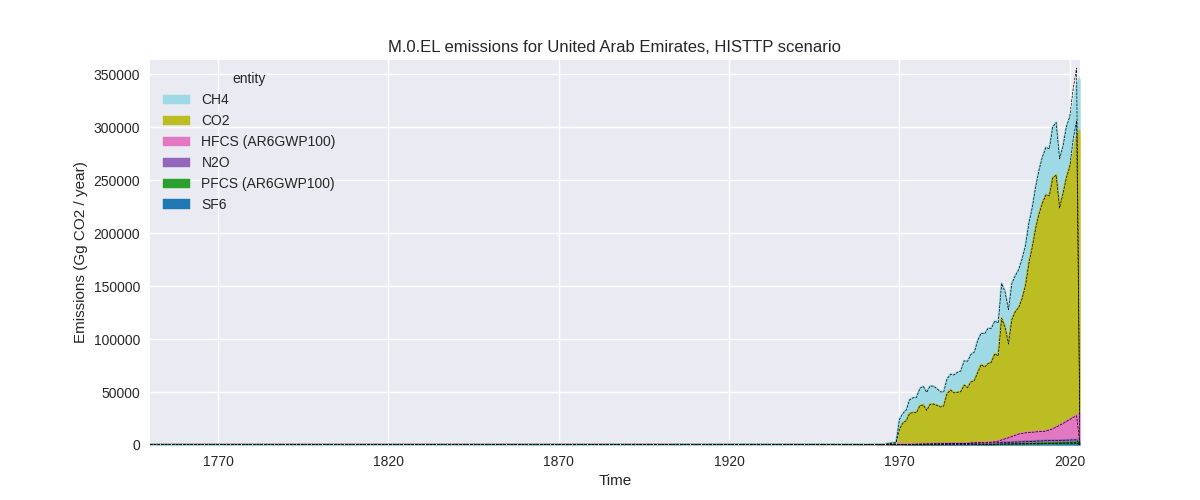 M.0.EL emissions for United Arab Emirates, HISTTP scenario
entity
CH4
CO2
HFCS (AR6GWP100)
N2O
PFCS (AR6GWP100)
SF6
Emissions (Gg CO2 / year)
350000
300000
250000
200000
150000
100000
50000
0
1770
1820
1870
1920
1970
2020
Time